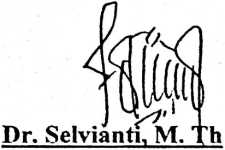 Dr. Selvianti, M. Th